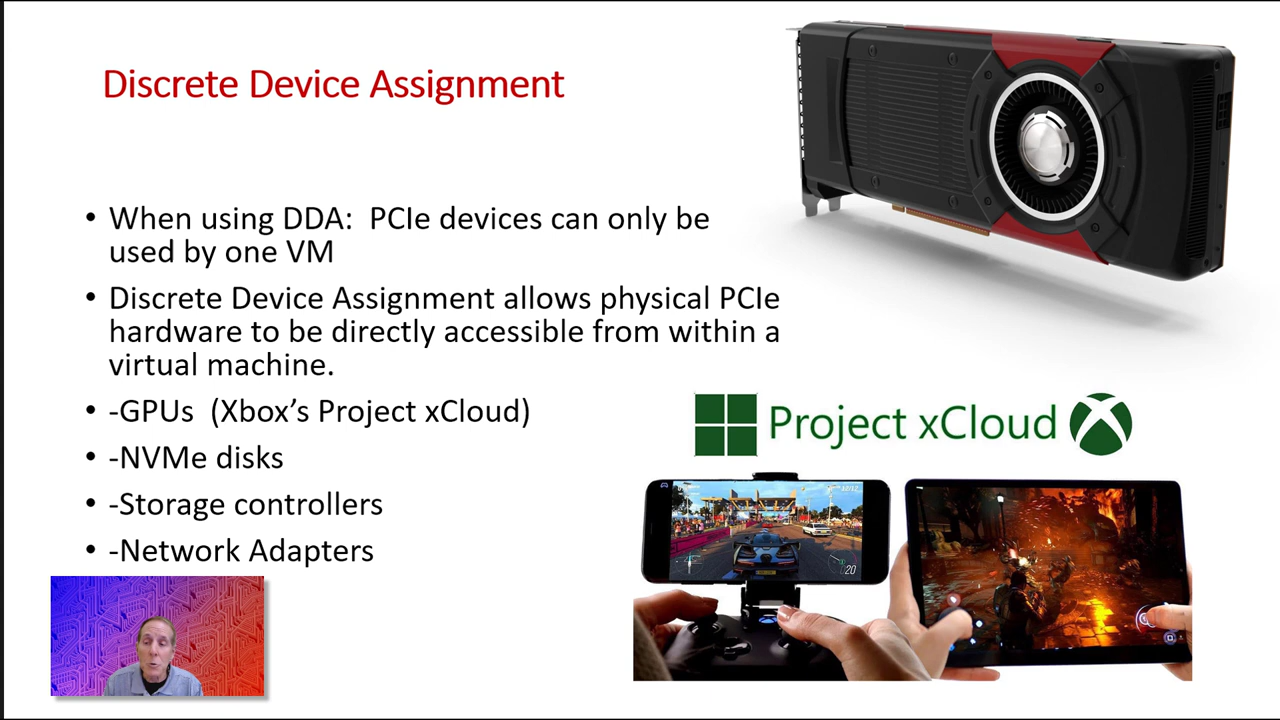 Discrete Device Assignment
• When using DDA:  PCIe devices can only be
used by one VM
• Discrete Device Assignment allows physical PCIe
hardware to be directly accessible from within a
virtual machine.
• -GPUs  (Xbox’s Project xCloud)
• -NVMe disks
• -Storage controllers
• -Network Adapters
Project xCloud
20